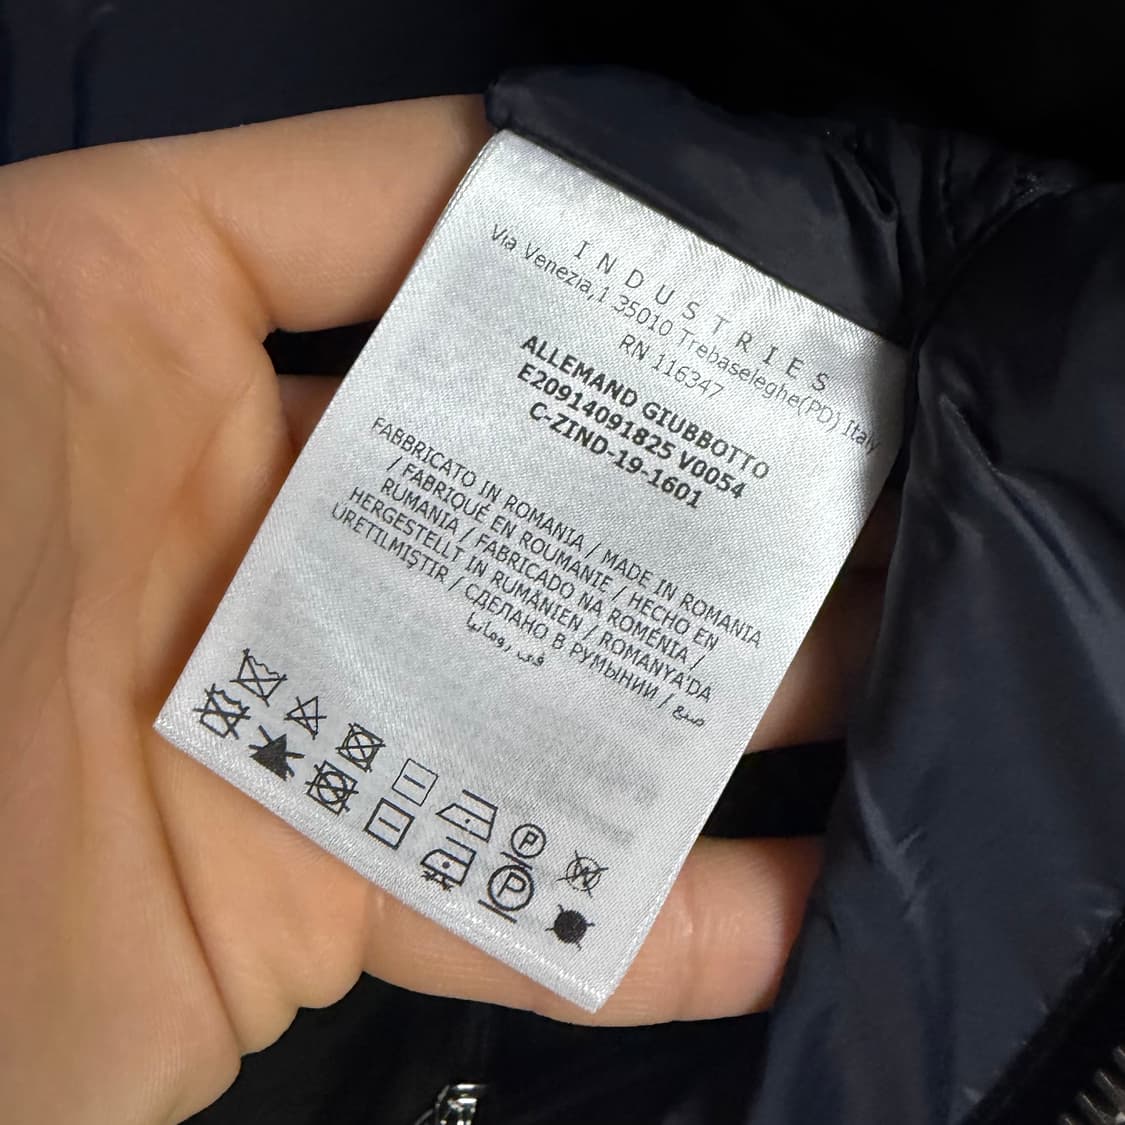 INDUSTRIES
Via Venezia,1 35010 Trebaseleghe(PD) Italy
RN 116347
ALLEMAND GIUBBOTTO
E20914091825 V0054
C-ZIND-19-1601
FABBRICATO IN ROMANIA / MADE IN ROMANIA
/ FABRIQUÉ EN ROUMANIE / HECHO EN
RUMANIA / FABRICADO NA ROMÉNIA /
HERGESTELLT IN RUMÄNIEN / ROMANYA'DA
ÜRETILMIŞTIR / СДЕЛАНО В РУМЫНИИ / صنع
في رومانيا
P W
P